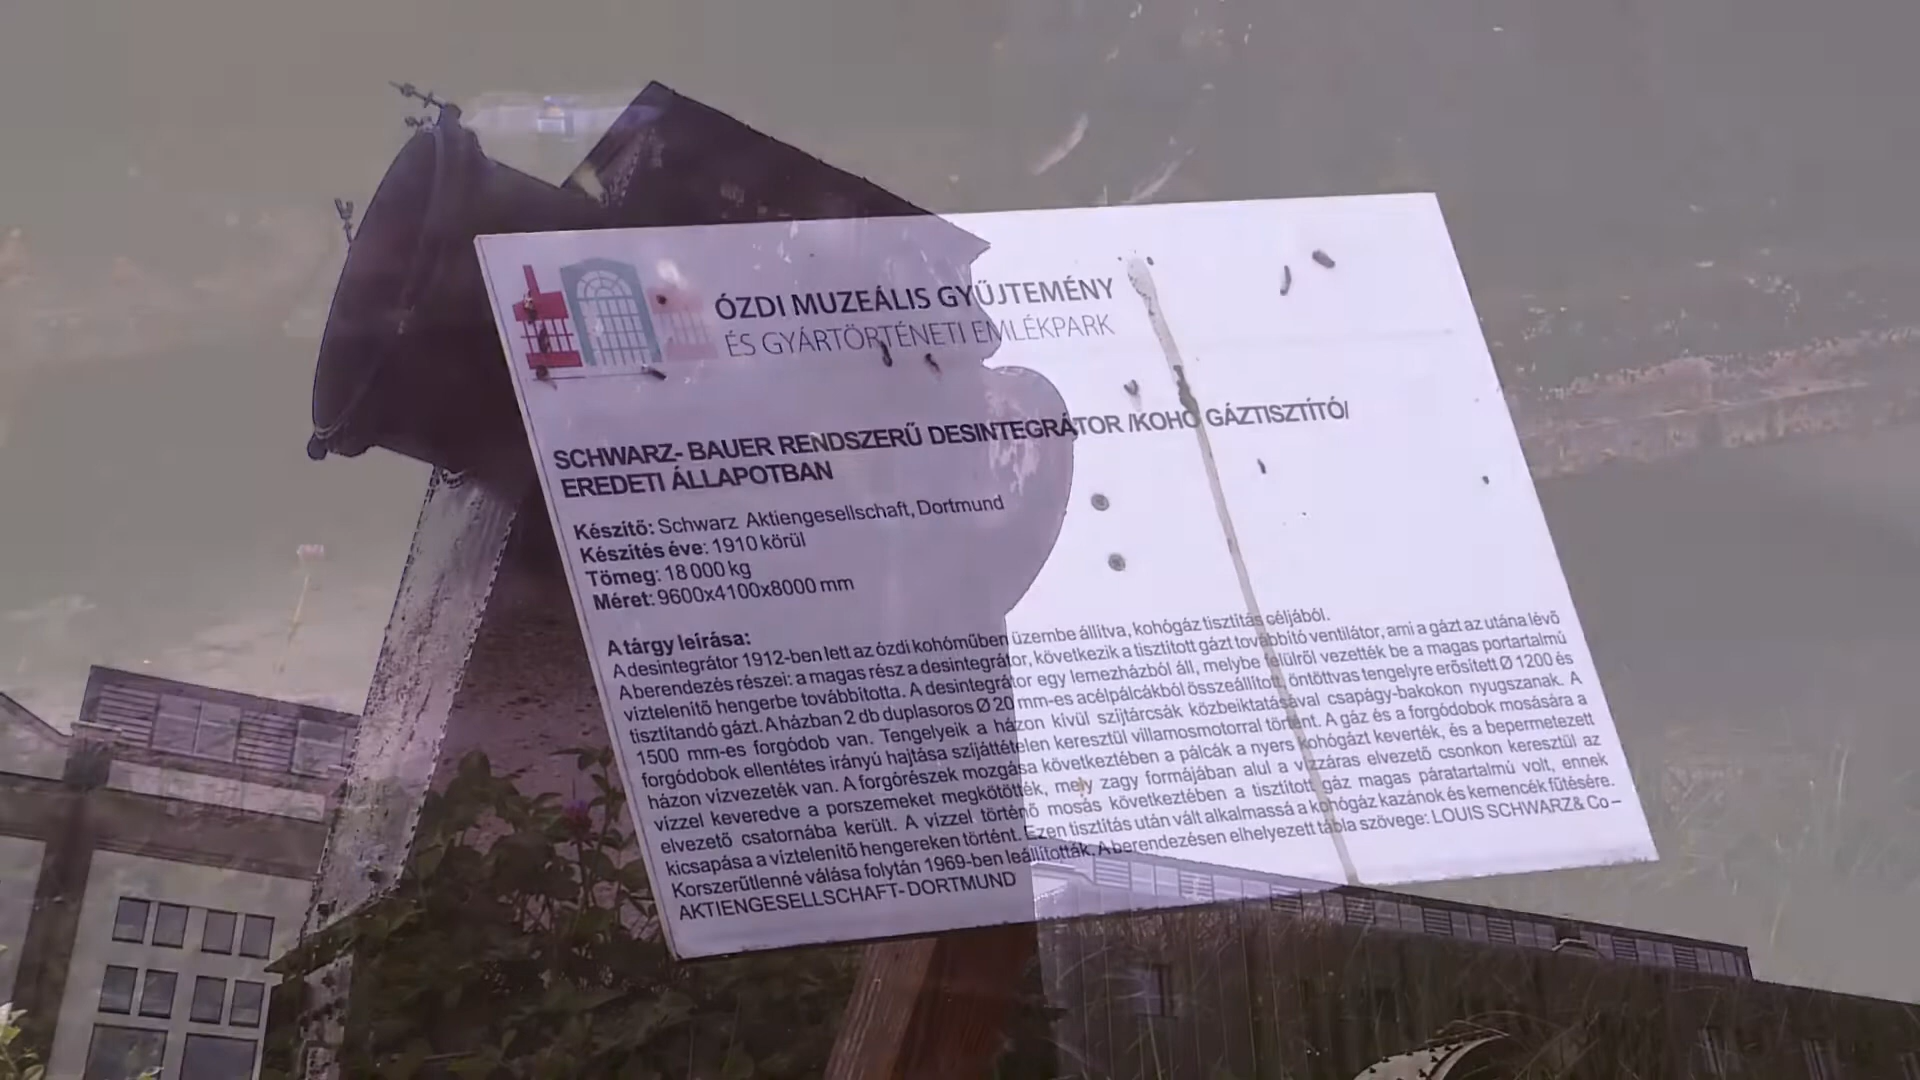 ÓZDI MUZEÁLIS GYŰJTEMÉNY
ÉS GYÁRTÖRTÉNETI EMLÉKPARK
SCHWARZ- BAUER RENDSZERŰ DESINTEGRÁTOR /KOHÓ GÁZTISZTÍTÓ/
EREDETI ÁLLAPOTBAN
Készítő: Schwarz Aktiengesellschaft, Dortmund
Készítés éve: 1910 körül
Tömeg: 18 000 kg
Méret: 9600x4100x8000 mm
A tárgy leírása:
A desintegrátor 1912-ben lett az ózdi kohóműben üzembe állítva, kohógáz tisztítás céljából.
A berendezés részei: a magas rész a desintegrátor, következik a tisztított gázt továbbító ventilátor, ami a gázt az utána lévő
víztelenítő hengerbe továbbította. A desintegrátor egy lemezházból áll, melybe felülről vezették be a magas portartalmú
tisztítandó gázt. A házban 2 db duplasoros Ø 20 mm-es acélpálcákból összeállított, öntöttvas tengelyre erősített Ø 1200 és
1500 mm-es forgódob van. Tengelyeik a házon kívül szíjtárcsák közbeiktatásával csapágy-bakokon nyugszanak. A
forgódobok ellentétes irányú hajtása szíjáttételen keresztül villamosmotorral történt. A gáz és a forgódobok mosására a
házon vízvezeték van. A forgórészek mozgása következtében a pálcák a nyers kohógázt keverték, és a bepermetezett
vízzel keveredve a porszemeket megkötötték, mely zagy formájában alul a vízzáras elvezető csonkon keresztül az
elvezető csatornába került. A vízzel történő mosás következtében a tisztított gáz magas páratartalmú volt, ennek
kicsapása a víztelenítő hengereken történt. Ezen tisztítás után vált alkalmassá a kohógáz kazánok és kemencék fűtésére.
Korszerűtlenné válása folytán 1969-ben leállították. A berendezésen elhelyezett tábla szövege: LOUIS SCHWARZ& Co –
AKTIENGESELLSCHAFT- DORTMUND